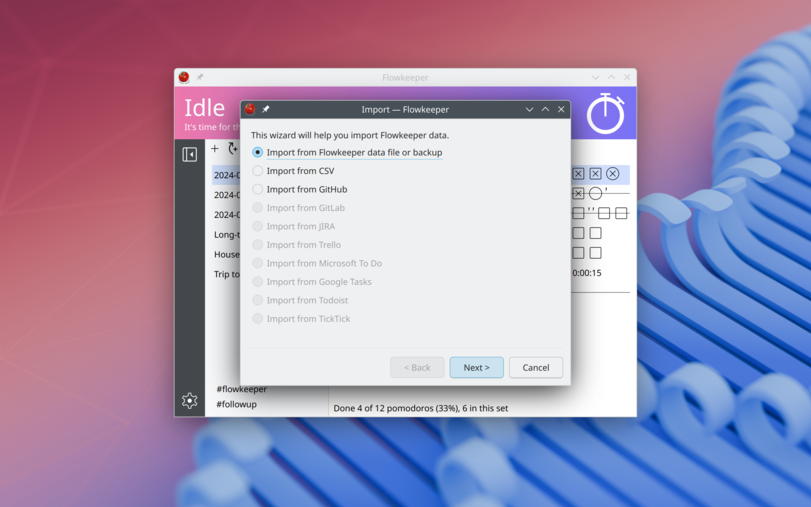 Flowkeeper
Idle
It's time for th
Import — Flowkeeper
This wizard will help you import Flowkeeper data.
Import from Flowkeeper data file or backup
Import from CSV
Import from GitHub
Import from GitLab
Import from JIRA
Import from Trello
Import from Microsoft To Do
Import from Google Tasks
Import from Todoist
Import from TickTick
< Back
Next >
Cancel
2024-0
2024-0
2024-0
Long-t
House
Trip to
0:00:15
#flowkeeper
#followup
Done 4 of 12 pomodoros (33%), 6 in this set